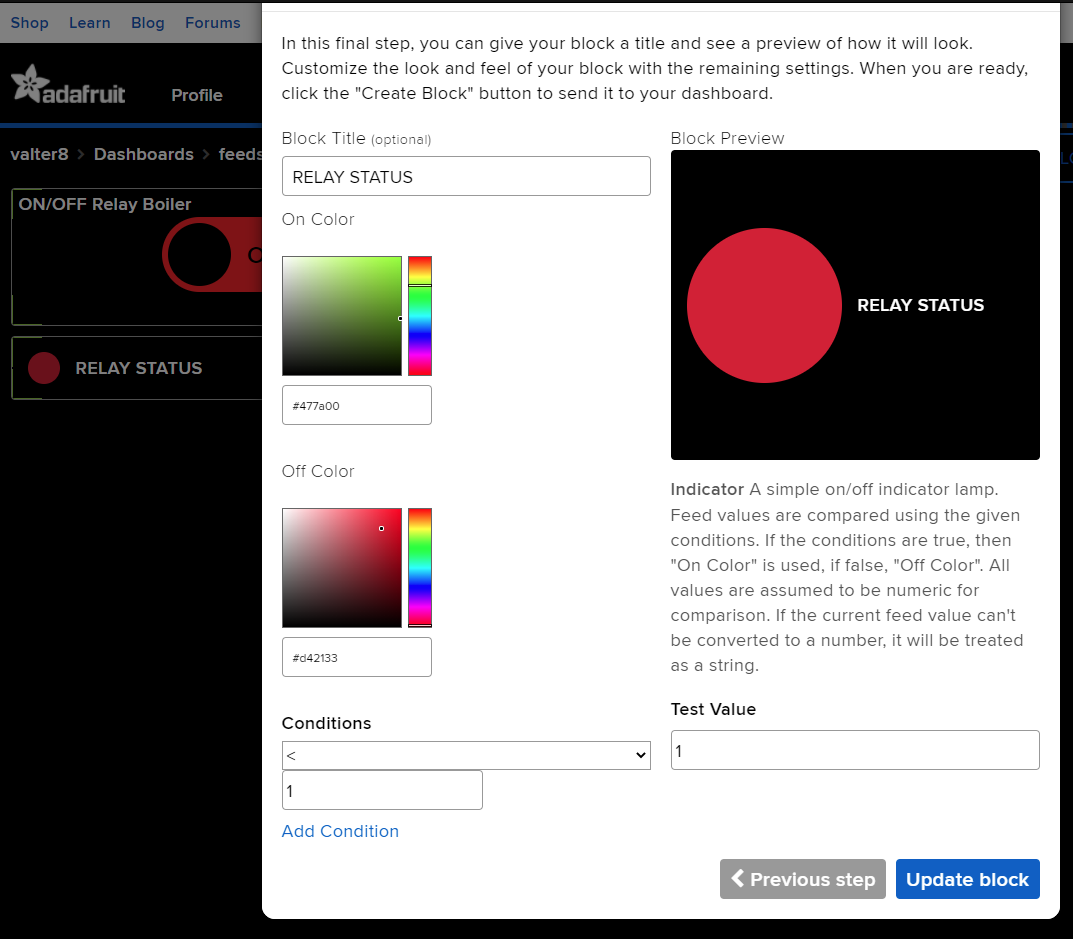 Shop Learn Blog Forums
adafruit
Profile
valter8 > Dashboards > feeds
ON/OFF Relay Boiler
RELAY STATUS
In this final step, you can give your block a title and see a preview of how it will look.
Customize the look and feel of your block with the remaining settings. When you are ready,
click the "Create Block" button to send it to your dashboard.
Block Title (optional)
RELAY STATUS
On Color
#477a00
Off Color
#d42133
Conditions
<
1
Add Condition
Block Preview
RELAY STATUS
Indicator A simple on/off indicator lamp.
Feed values are compared using the given
conditions. If the conditions are true, then
"On Color" is used, if false, "Off Color". All
values are assumed to be numeric for
comparison. If the current feed value can't
be converted to a number, it will be treated
as a string.
Test Value
1
Previous step
Update block